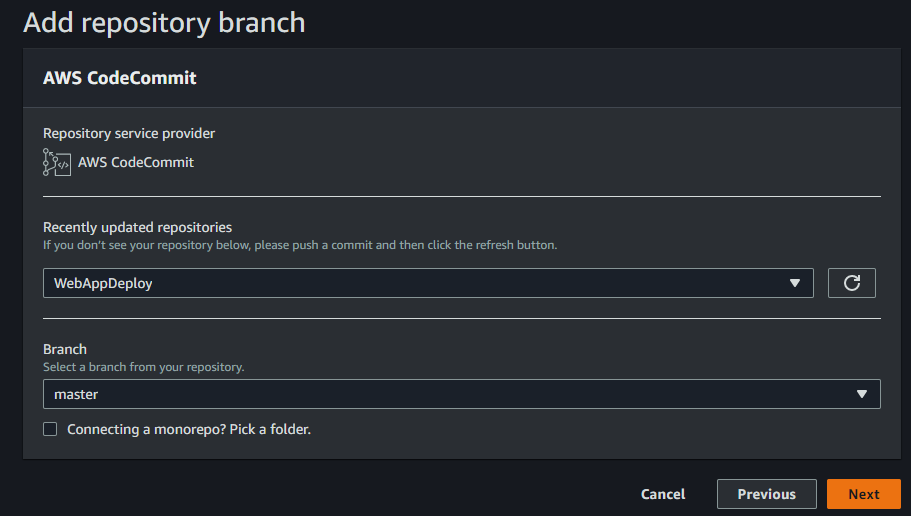 Add repository branch
AWS CodeCommit
Repository service provider
AWS CodeCommit
Recently updated repositories
If you don't see your repository below, please push a commit and then click the refresh button.
WebAppDeploy
Branch
Select a branch from your repository.
master
Connecting a monorepo? Pick a folder.
Cancel Previous Next